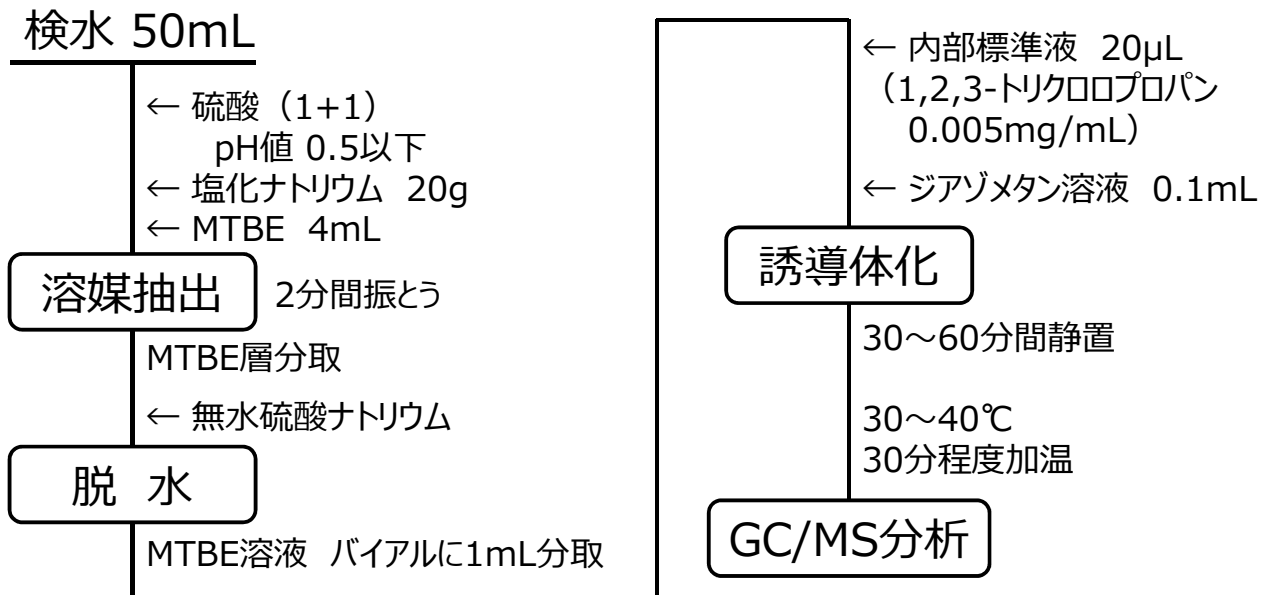 検水 50mL
← 硫酸（1+1）
pH値 0.5以下
← 塩化ナトリウム 20g
← MTBE 4mL
溶媒抽出
2分間振とう
MTBE層分取
← 無水硫酸ナトリウム
脱 水
MTBE溶液 バイアルに1mL分取
← 内部標準液 20μL
（1,2,3-トリクロロプロパン
0.005mg/mL）
← ジアゾメタン溶液 0.1mL
誘導体化
30～60分間静置
30～40℃
30分程度加温
GC/MS分析